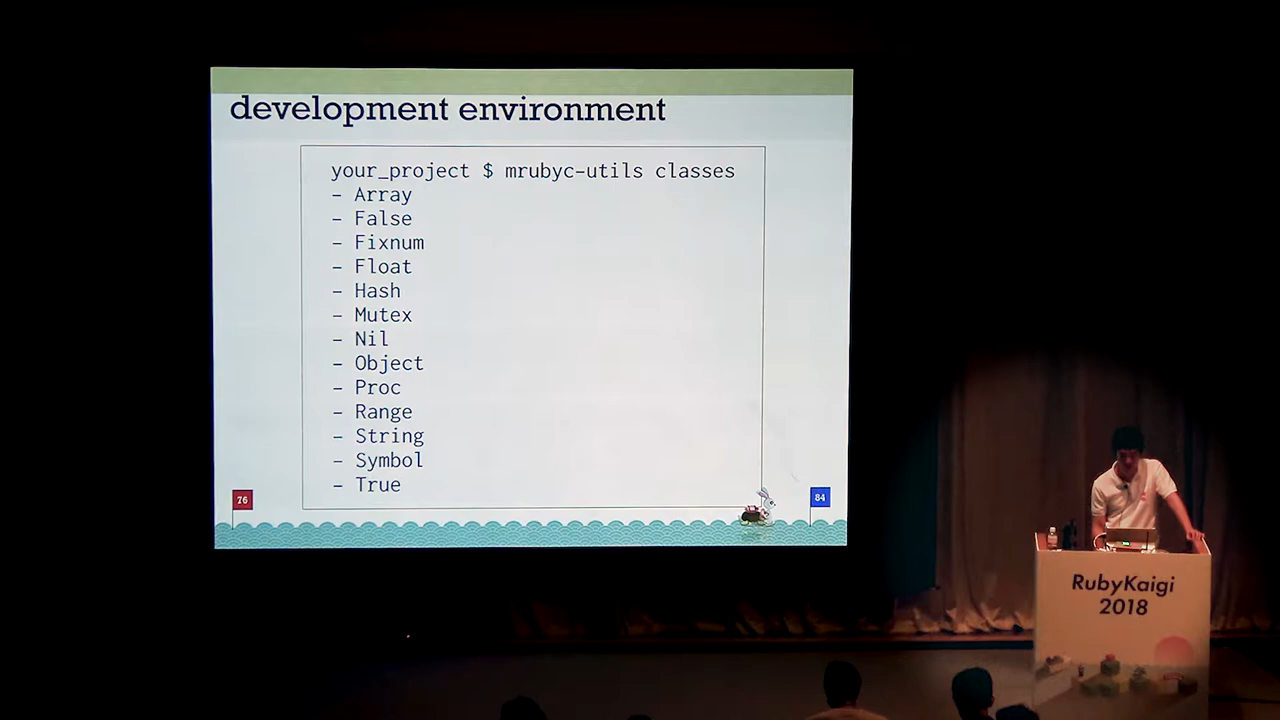 development environment
your_project $ mrubyc-utils classes
- Array
- False
- Fixnum
- Float
- Hash
- Mutex
- Nil
- Object
- Proc
- Range
- String
- Symbol
- True
76
84
RubyKaigi
2018